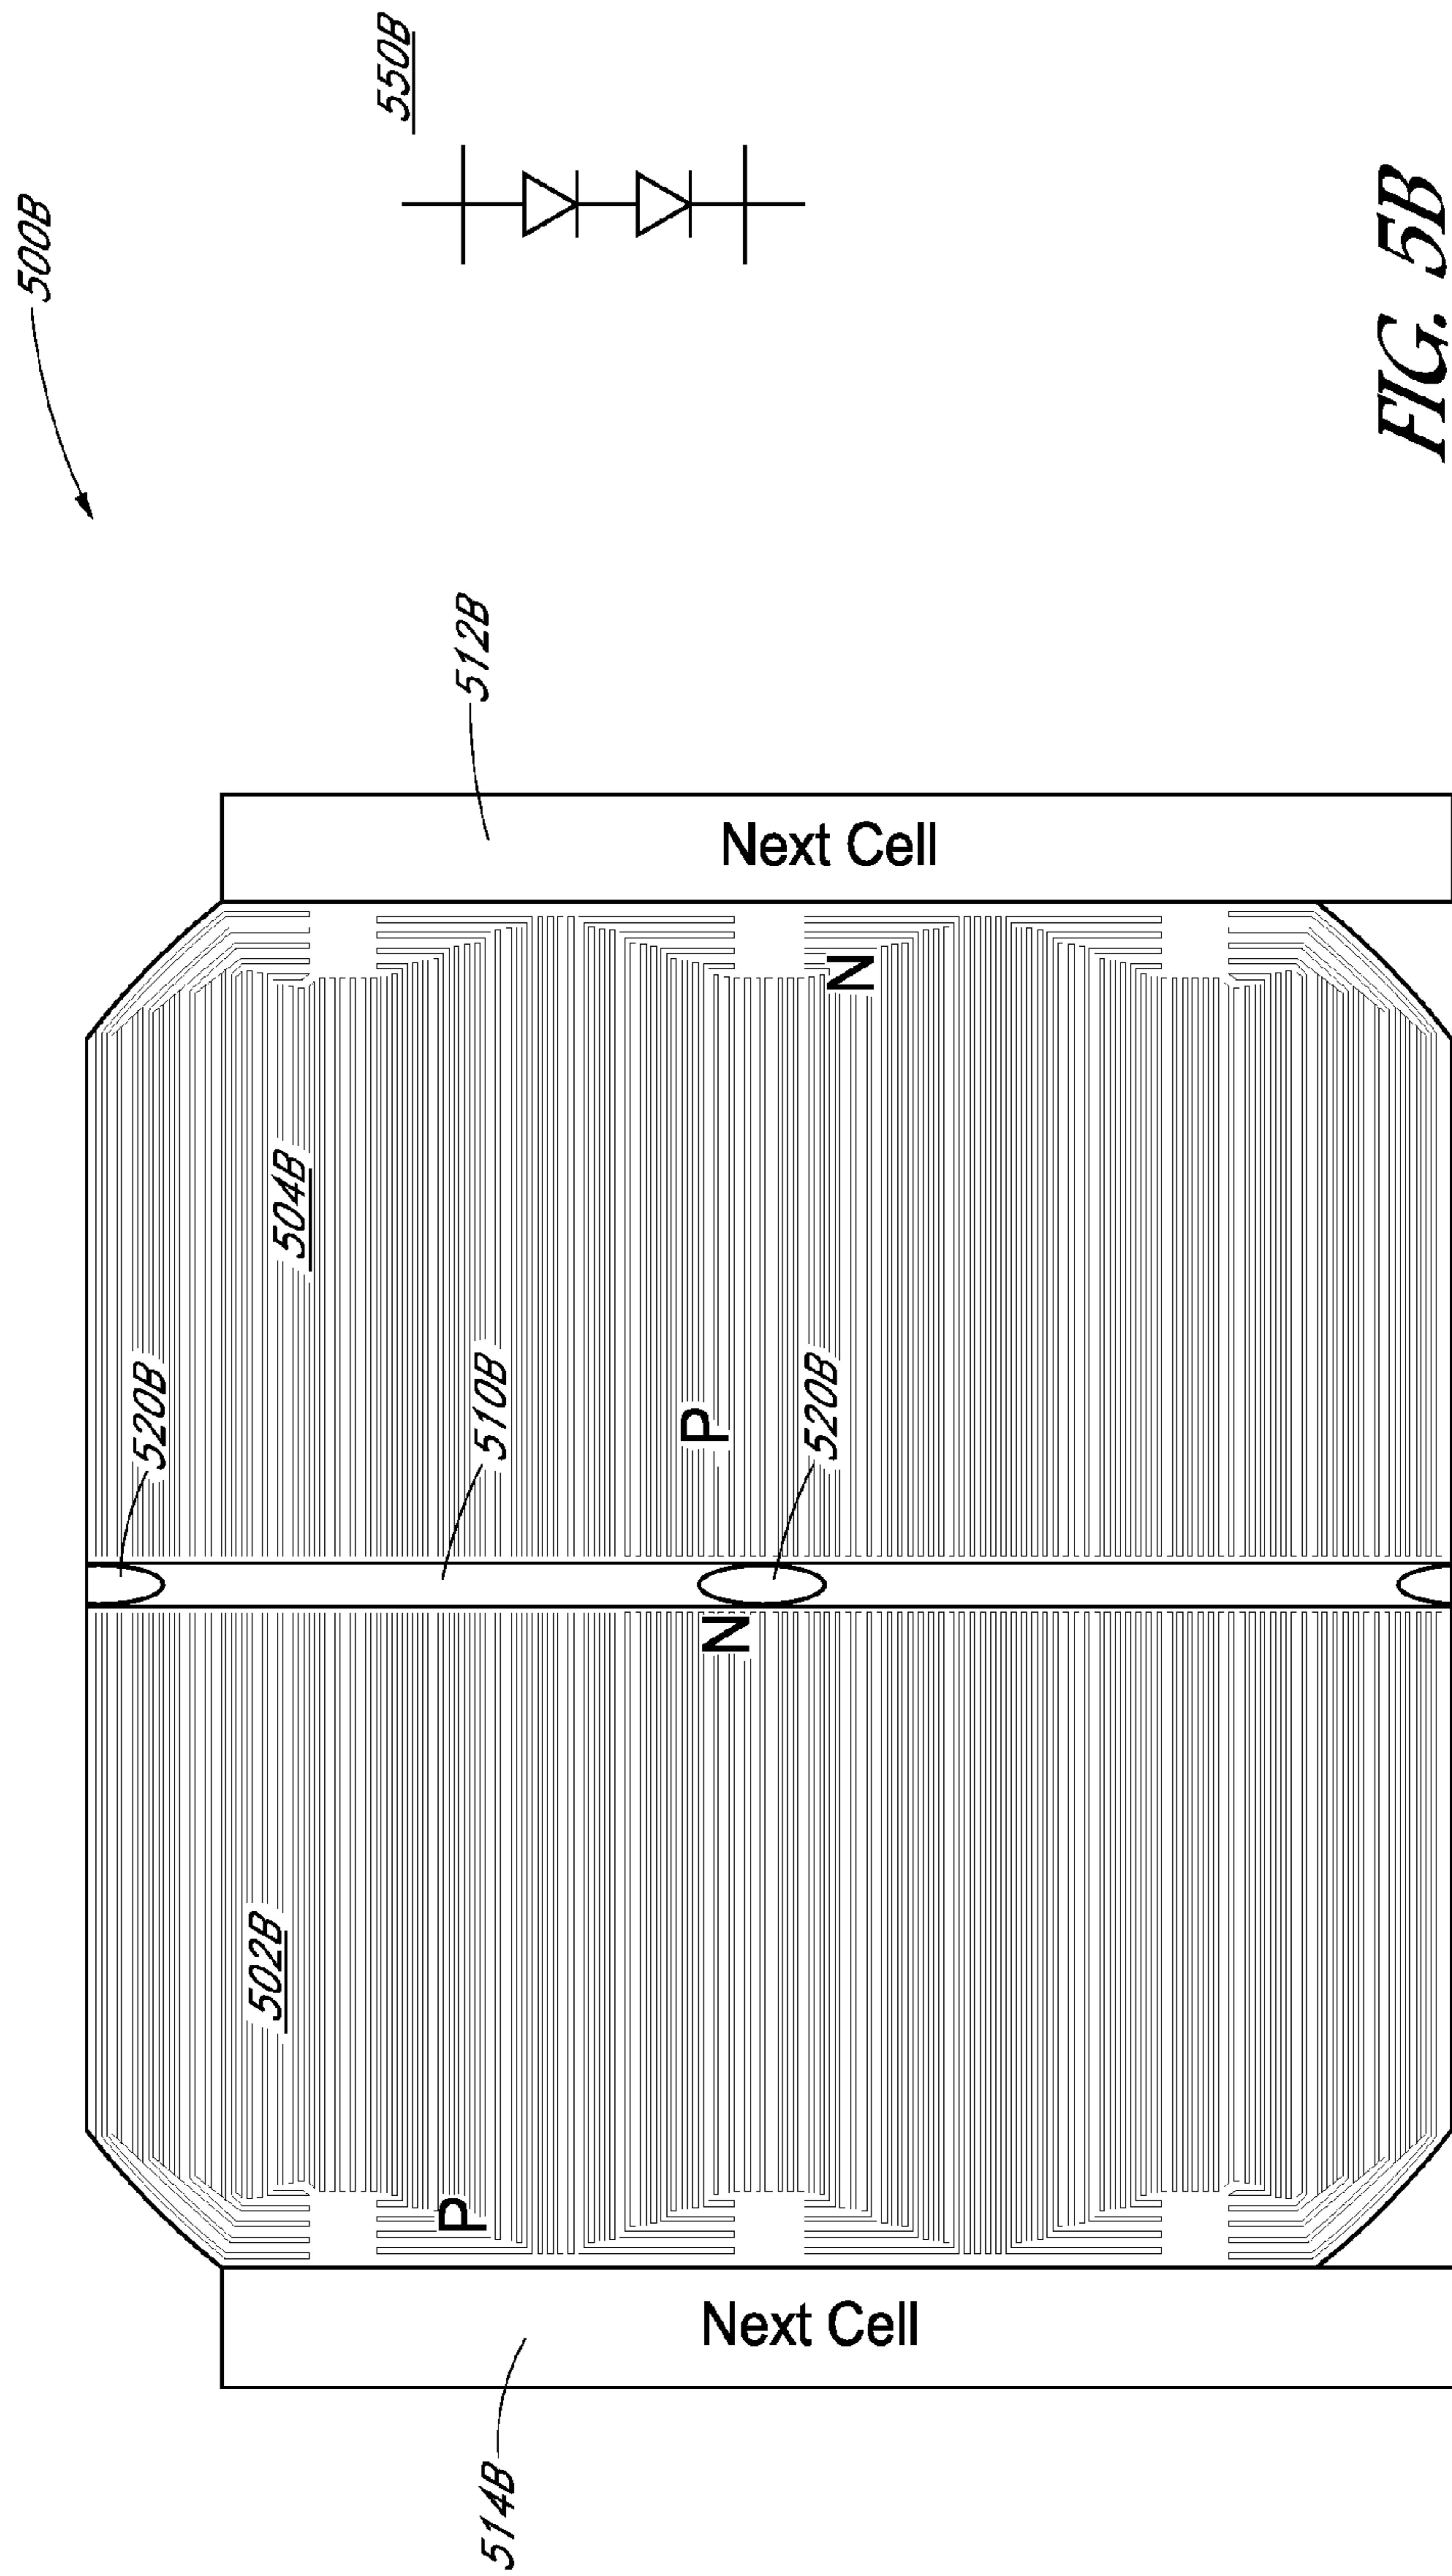 500B
550B
512B
Next Cell
504B
N
520B
510B
P
520B
N
502B
P
Next Cell
514B
FIG. 5B